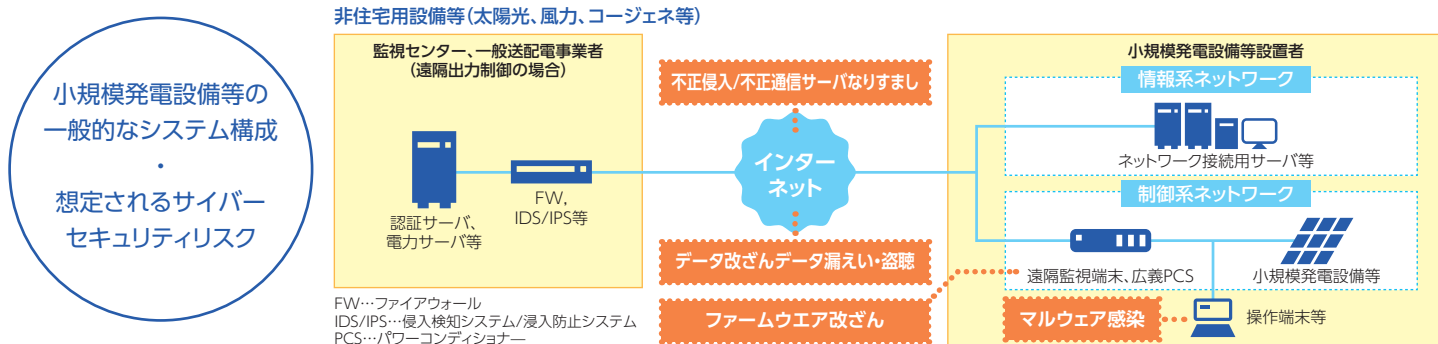 小規模発電設備等の
一般的なシステム構成
・
想定されるサイバー
セキュリティリスク
非住宅用設備等(太陽光、風力、コージェネ等)
監視センター、一般送配電事業者
(遠隔出力制御の場合)
認証サーバ、
電力サーバ等
FW,
IDS/IPS等
不正侵入/不正通信サーバなりすまし
インター
ネット
データ改ざんデータ漏えい・盗聴
ファームウエア改ざん
小規模発電設備等設置者
情報系ネットワーク
ネットワーク接続用サーバ等
制御系ネットワーク
遠隔監視端末、広義PCS
小規模発電設備等
マルウェア感染
操作端末等
FW…ファイアウォール
IDS/IPS…侵入検知システム/浸入防止システム
PCS…パワーコンディショナー